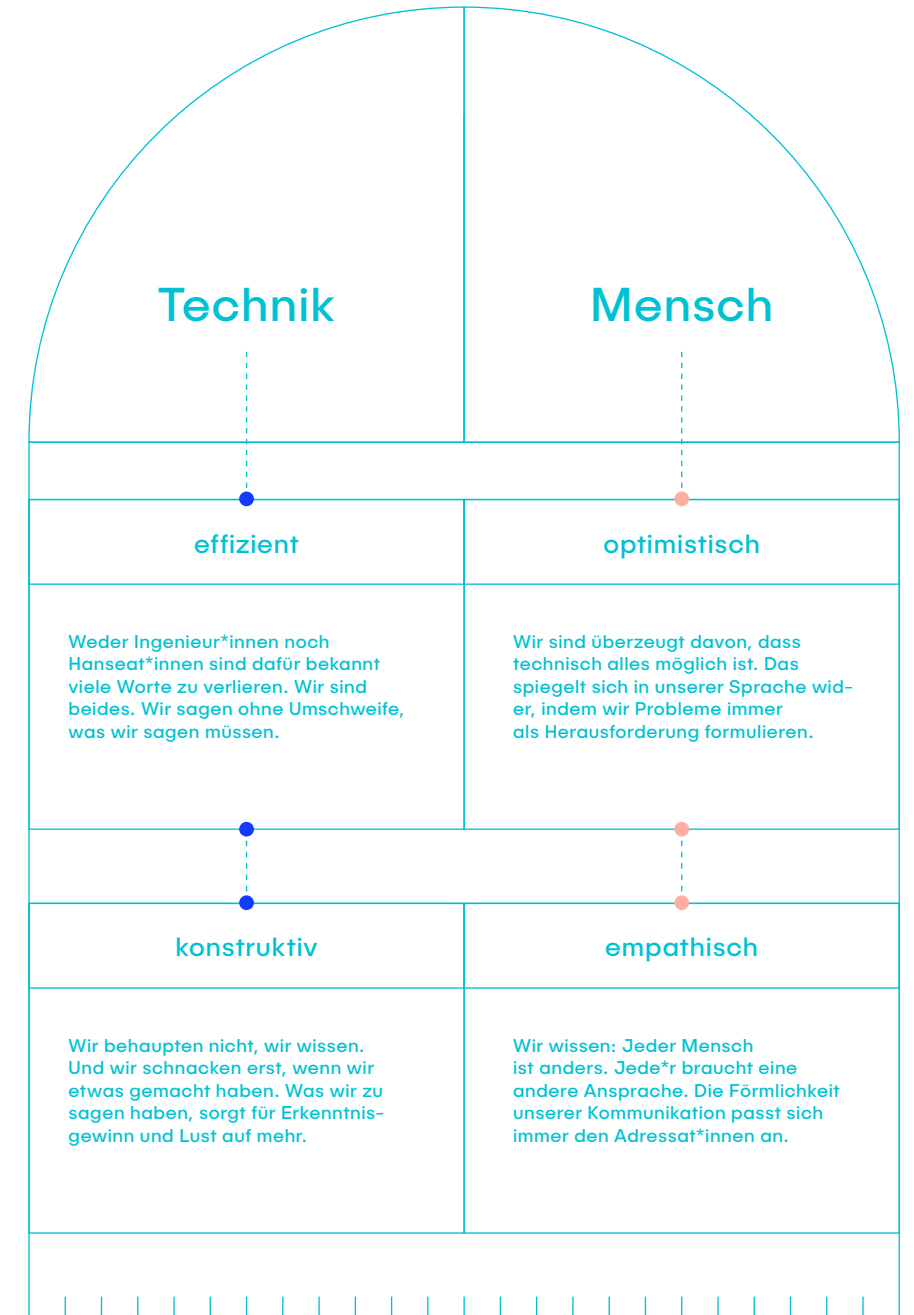 Technik
Mensch
effizient
optimistisch
Weder Ingenieur*innen noch
Hanseat*innen sind dafür bekannt
viele Worte zu verlieren. Wir sind
beides. Wir sagen ohne Umschweife,
was wir sagen müssen.
Wir sind überzeugt davon, dass
technisch alles möglich ist. Das
spiegelt sich in unserer Sprache wid-
er, indem wir Probleme immer
als Herausforderung formulieren.
konstruktiv
empathisch
Wir behaupten nicht, wir wissen.
Und wir schnacken erst, wenn wir
etwas gemacht haben. Was wir zu
sagen haben, sorgt für Erkenntnis-
gewinn und Lust auf mehr.
Wir wissen: Jeder Mensch
ist anders. Jede*r braucht eine
andere Ansprache. Die Förmlichkeit
unserer Kommunikation passt sich
immer den Adressat*innen an.